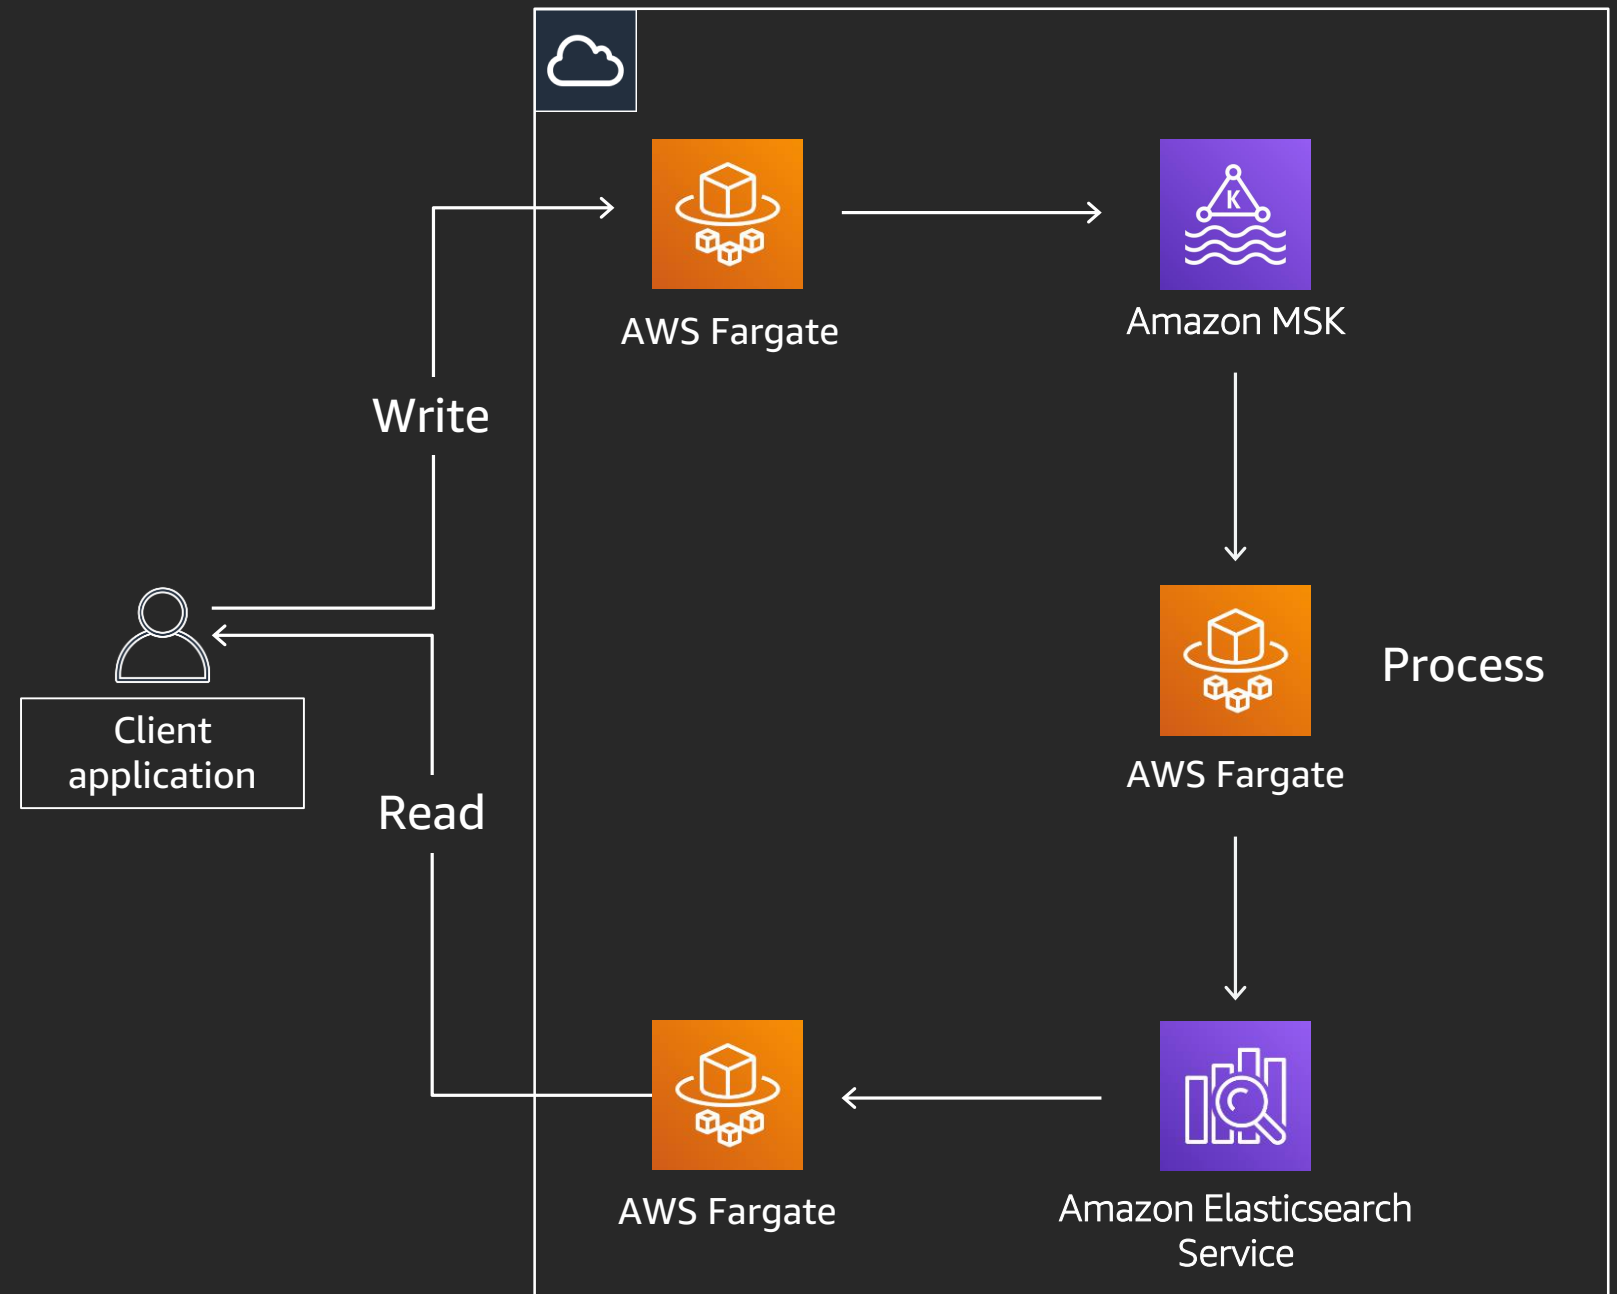 AWS Fargate
K
Amazon MSK
Write
Process
Client
application
AWS Fargate
Read
AWS Fargate
Amazon Elasticsearch
Service